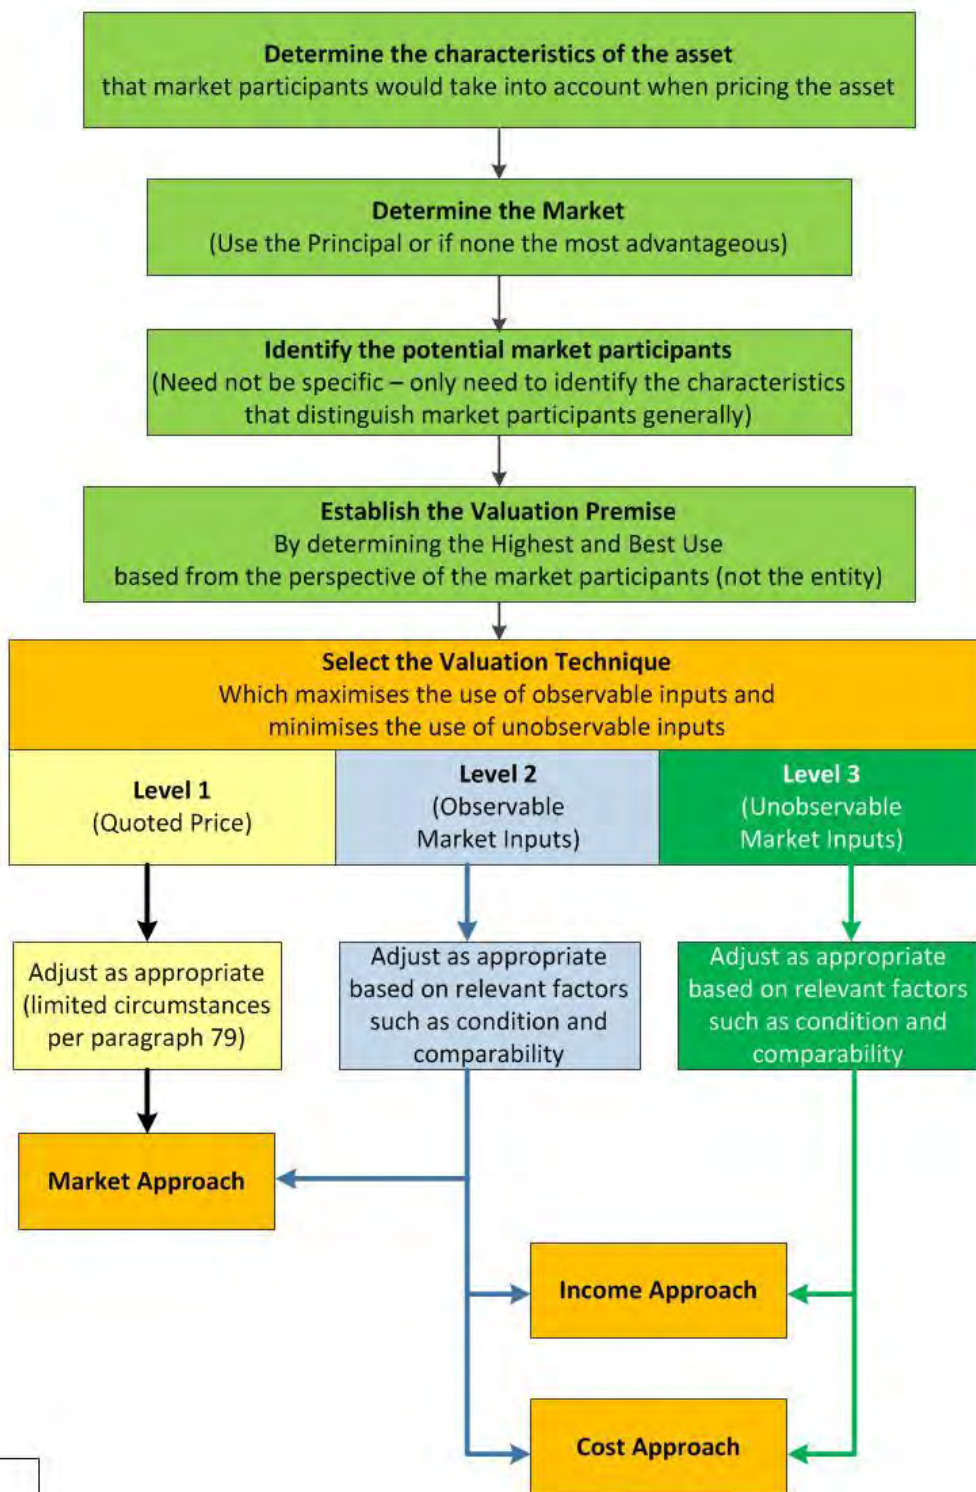 Determine the characteristics of the asset
that market participants would take into account when pricing the asset
Determine the Market
(Use the Principal or if none the most advantageous)
Identify the potential market participants
(Need not be specific – only need to identify the characteristics
that distinguish market participants generally)
Establish the Valuation Premise
By determining the Highest and Best Use
based from the perspective of the market participants (not the entity)
Select the Valuation Technique
Which maximises the use of observable inputs and
minimises the use of unobservable inputs
Level 1
(Quoted Price)
Level 2
(Observable
Market Inputs)
Level 3
(Unobservable
Market Inputs)
Adjust as appropriate
(limited circumstances
per paragraph 79)
Adjust as appropriate
based on relevant factors
such as condition and
comparability
Adjust as appropriate
based on relevant factors
such as condition and
comparability
Market Approach
Income Approach
Cost Approach